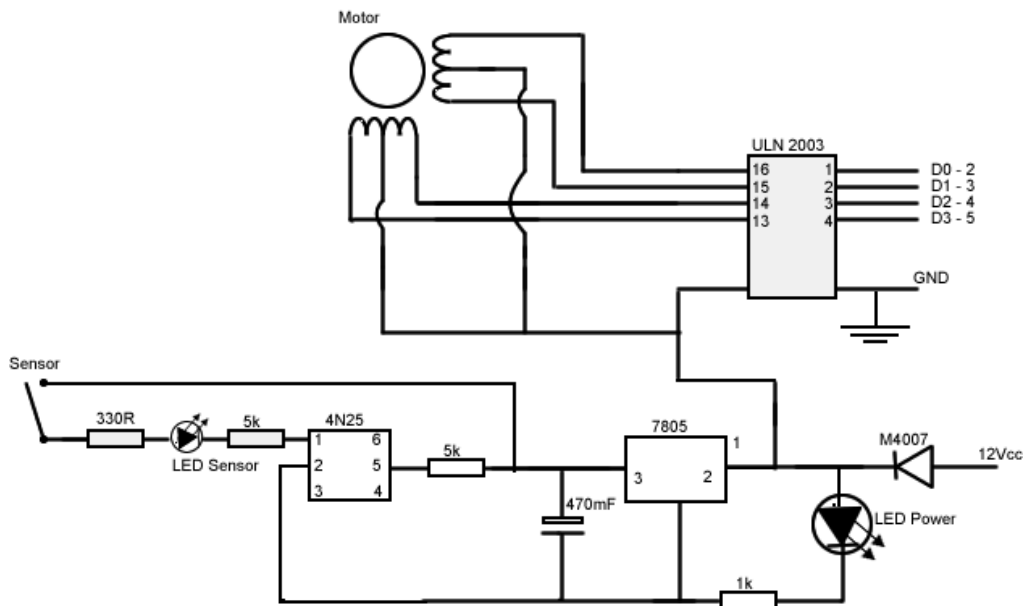 Motor
ULN 2003
16 1 D0 - 2
15 2 D1 - 3
14 3 D2 - 4
13 4 D3 - 5
GND
Sensor
330R
5k
4N25
7805
LED Sensor
1 6
2 5
3 4
5k
1
3 2
M4007
12Vcc
470mF
LED Power
1k